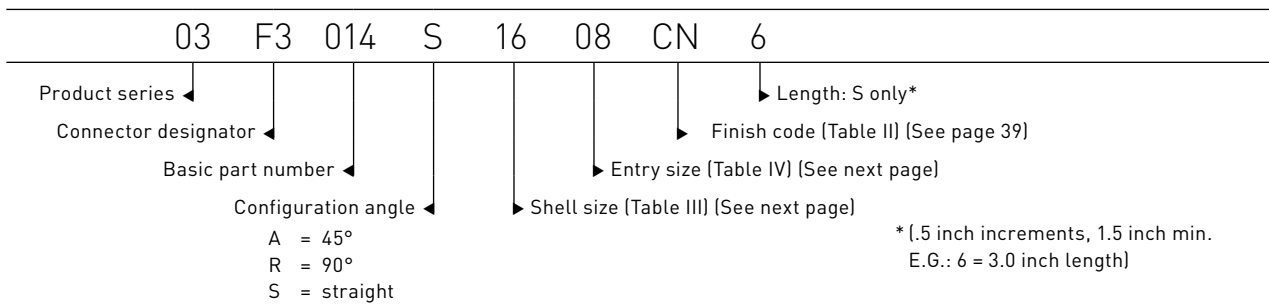 03 F3 014 S 16 08 CN 6
Product series
Length: S only*
Connector designator
Finish code (Table II) (See page 39)
Basic part number
Entry size (Table IV) (See next page)
Configuration angle
Shell size (Table III) (See next page)
A = 45°
R = 90°
S = straight
* (.5 inch increments, 1.5 inch min.
E.G.: 6 = 3.0 inch length)